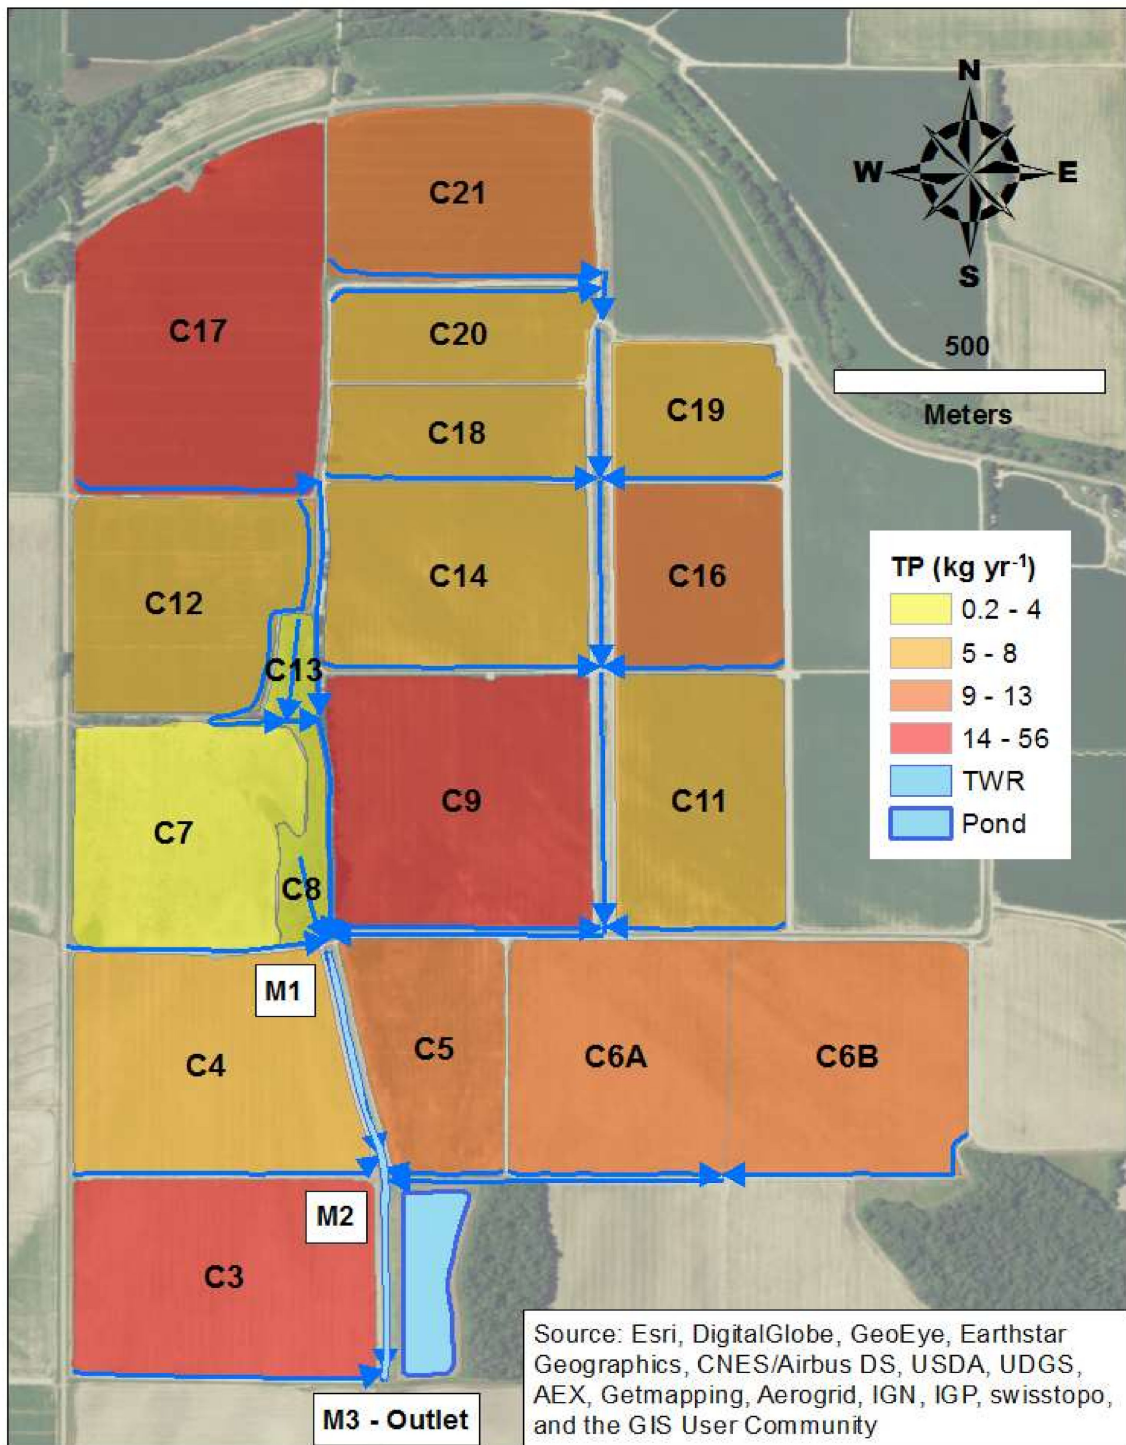 N
W E
S
500
Meters
C21
C17
C20
C19
C18
C14
C16
C12
C13
C9
C11
C7
C8
M1
C5
C6A
C6B
C4
M2
C3
M3 - Outlet
TP (kg yr-1)
0.2 - 4
5 - 8
9 - 13
14 - 56
TWR
Pond
Source: Esri, DigitalGlobe, GeoEye, Earthstar
Geographics, CNES/Airbus DS, USDA, UDGS,
AEX, Getmapping, Aerogrid, IGN, IGP, swisstopo,
and the GIS User Community